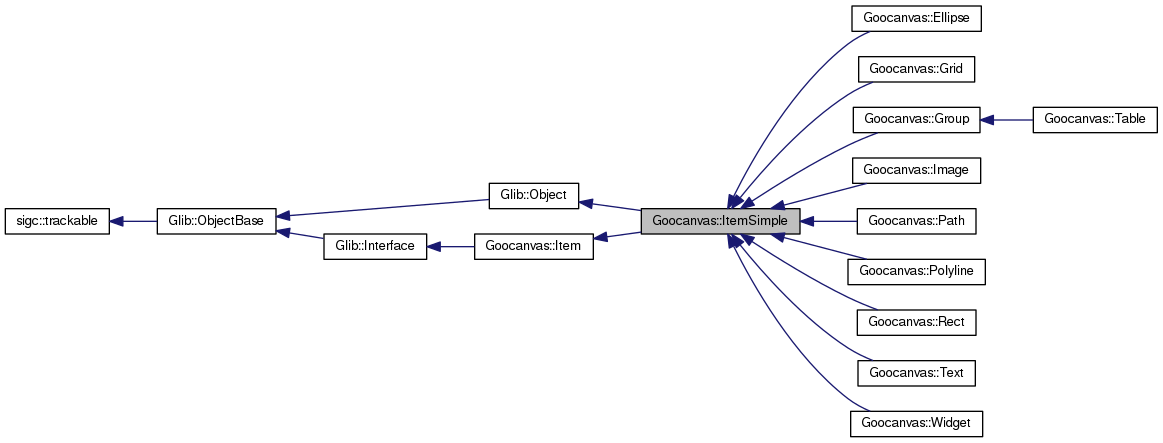 Goocanvas::Ellipse
Goocanvas::Grid
Goocanvas::Group
Goocanvas::Table
Goocanvas::Image
Glib::Object
sigc::trackable
Glib::ObjectBase
Goocanvas::ItemSimple
Goocanvas::Path
Glib::Interface
Goocanvas::Item
Goocanvas::Polyline
Goocanvas::Rect
Goocanvas::Text
Goocanvas::Widget